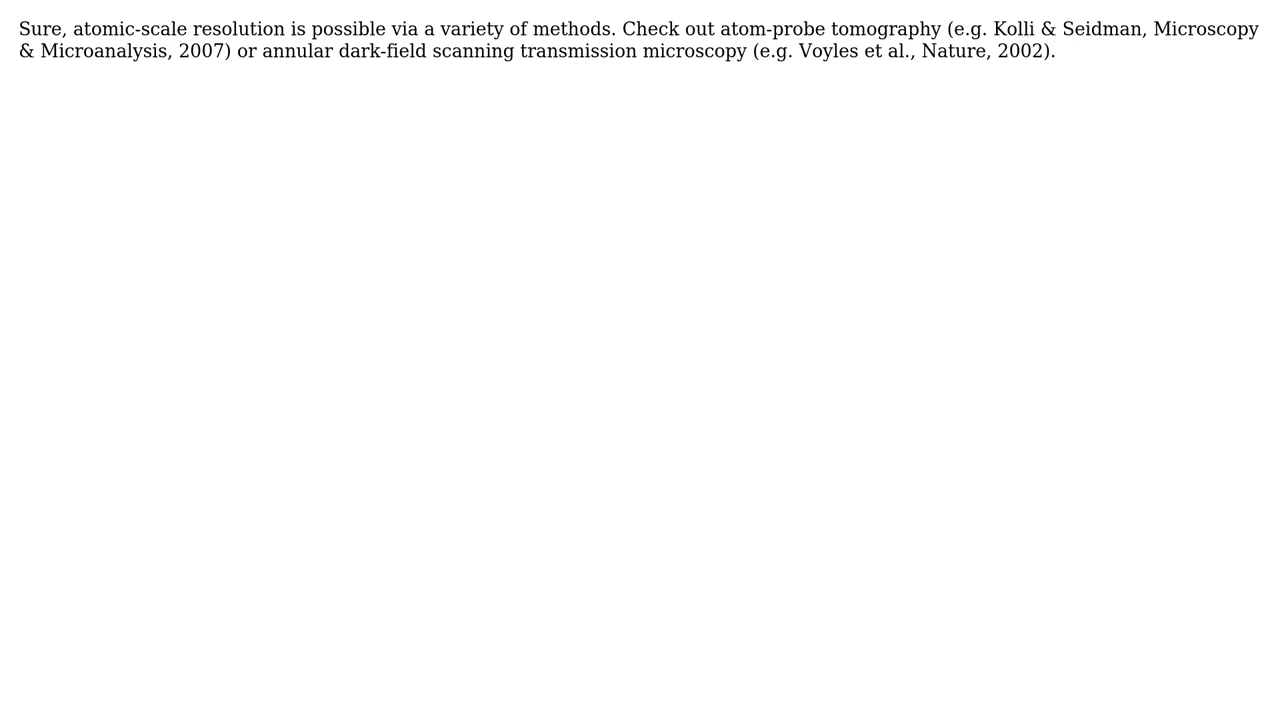 Sure, atomic-scale resolution is possible via a variety of methods. Check out atom-probe tomography (e.g. Kolli & Seidman, Microscopy
& Microanalysis, 2007) or annular dark-field scanning transmission microscopy (e.g. Voyles et al., Nature, 2002).